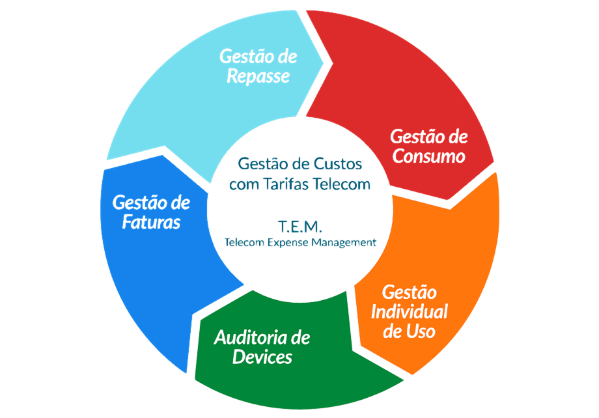 Gestão de
Repasse
Gestão de
Consumo
Gestão de Custos
com Tarifas Telecom
T.E.M.
Telecom Expense Management
Gestão de
Faturas
Gestão
Individual
de Uso
Auditoria de
Devices